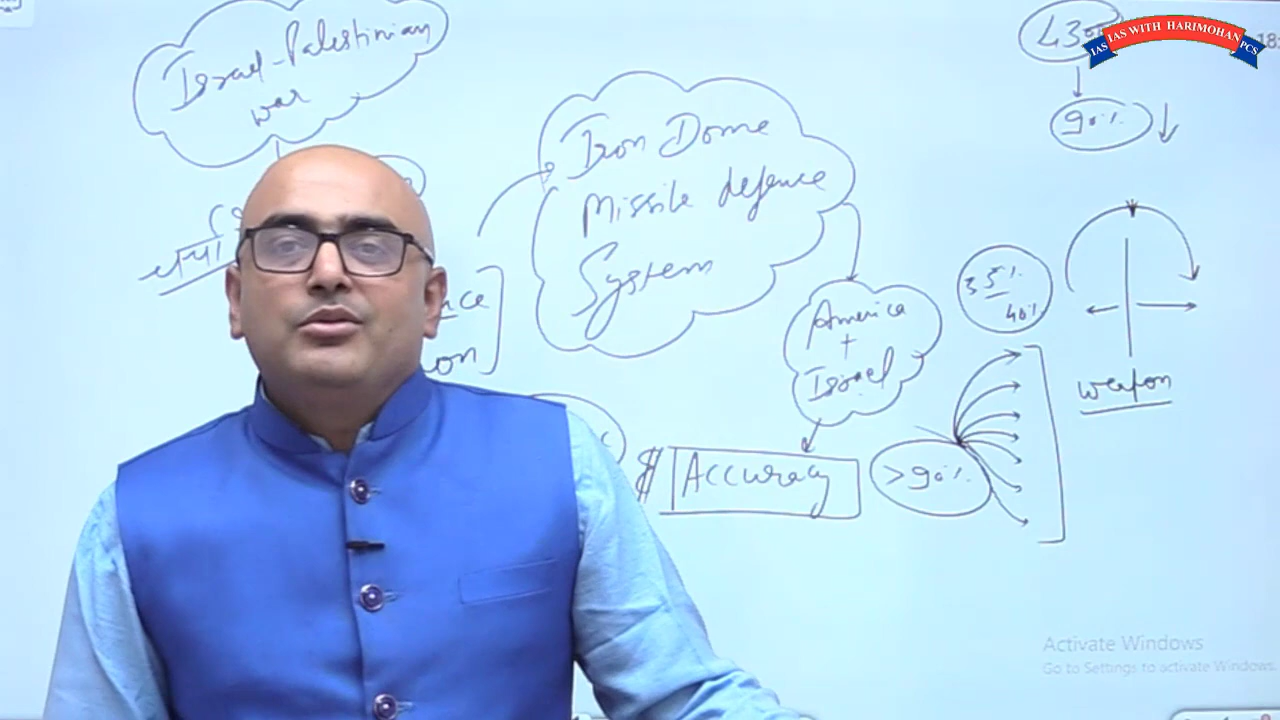 Israel-Palestinian
war
Iron Dome
Missile defence
System
America
+
Israel
Accuracy
>90%
35%
40%
90%
weapon
IAS
IAS WITH HARIMOHAN
PCS
Activate Windows
Go to Settings to activate Windows.